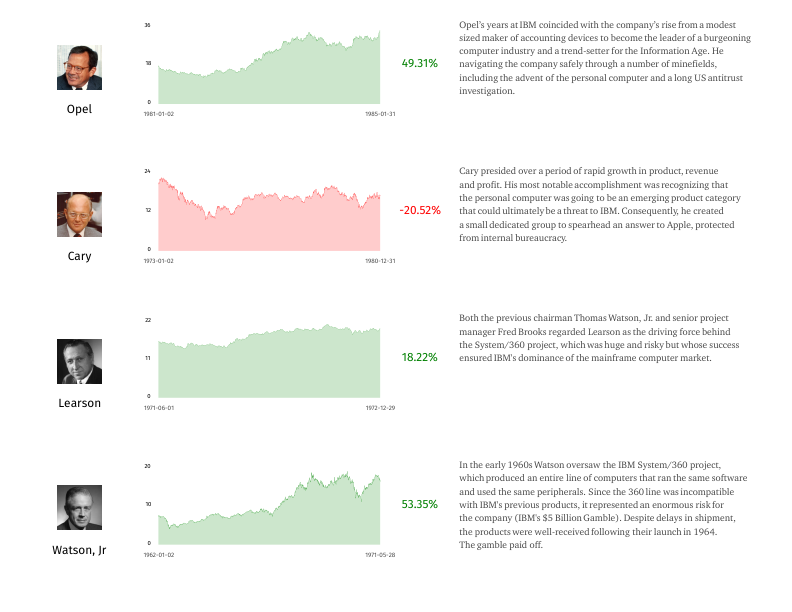 36
18
0
1981-01-02
1985-01-31
Opel
49.31%
Opel's years at IBM coincided with the company's rise from a modest
sized maker of accounting devices to become the leader of a burgeoning
computer industry and a trend-setter for the Information Age. He
navigating the company safely through a number of minefields,
including the advent of the personal computer and a long US antitrust
investigation.
24
12
0
1973-01-02
1980-12-31
Cary
-20.52%
Cary presided over a period of rapid growth in product, revenue
and profit. His most notable accomplishment was recognizing that
the personal computer was going to be an emerging product category
that could ultimately be a threat to IBM. Consequently, he created
a small dedicated group to spearhead an answer to Apple, protected
from internal bureaucracy.
22
11
0
1971-06-01
1972-12-29
Learson
18.22%
Both the previous chairman Thomas Watson, Jr. and senior project
manager Fred Brooks regarded Learson as the driving force behind
the System/360 project, which was huge and risky but whose success
ensured IBM's dominance of the mainframe computer market.
20
10
0
1962-01-02
1971-05-28
Watson, Jr
53.35%
In the early 1960s Watson oversaw the IBM System/360 project,
which produced an entire line of computers that ran the same software
and used the same peripherals. Since the 360 line was incompatible
with IBM's previous products, it represented an enormous risk for
the company (IBM's $5 Billion Gamble). Despite delays in shipment,
the products were well-received following their launch in 1964.
The gamble paid off.